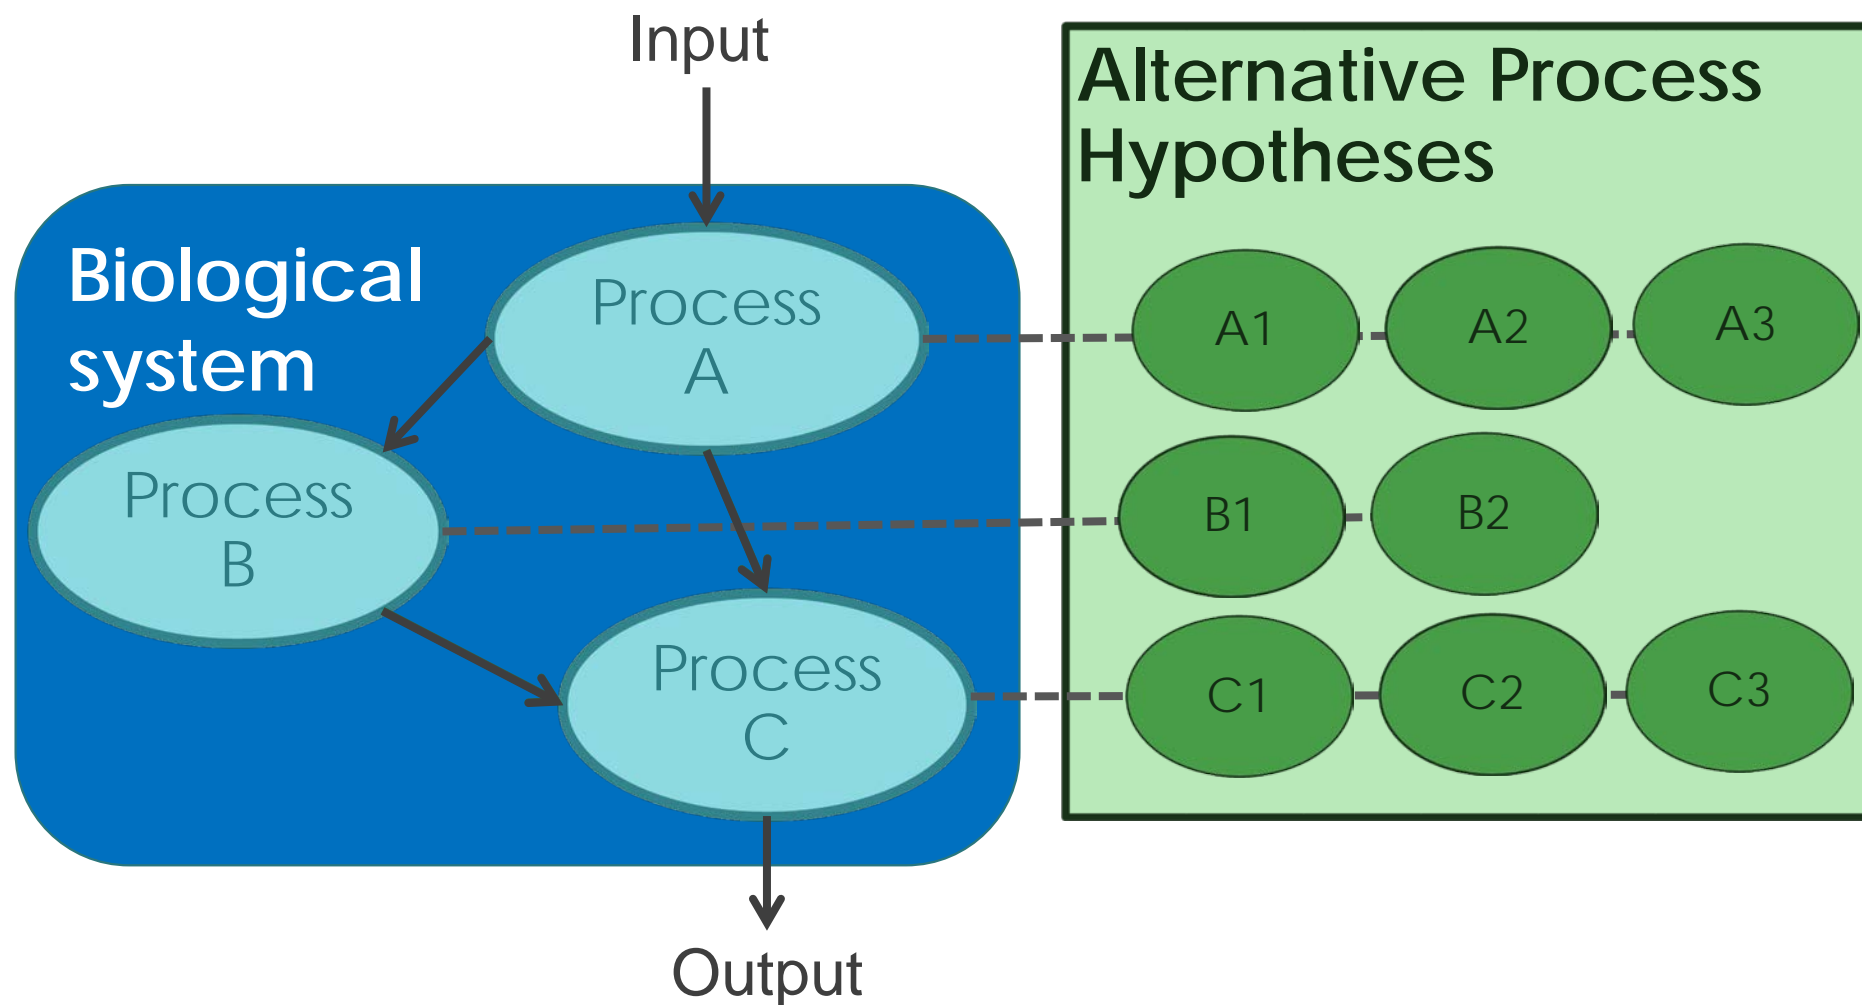 Input
Alternative Process
Hypotheses
Biological
system
Process
A
A1
A2
A3
Process
B
B1
B2
Process
C
C1
C2
C3
Output